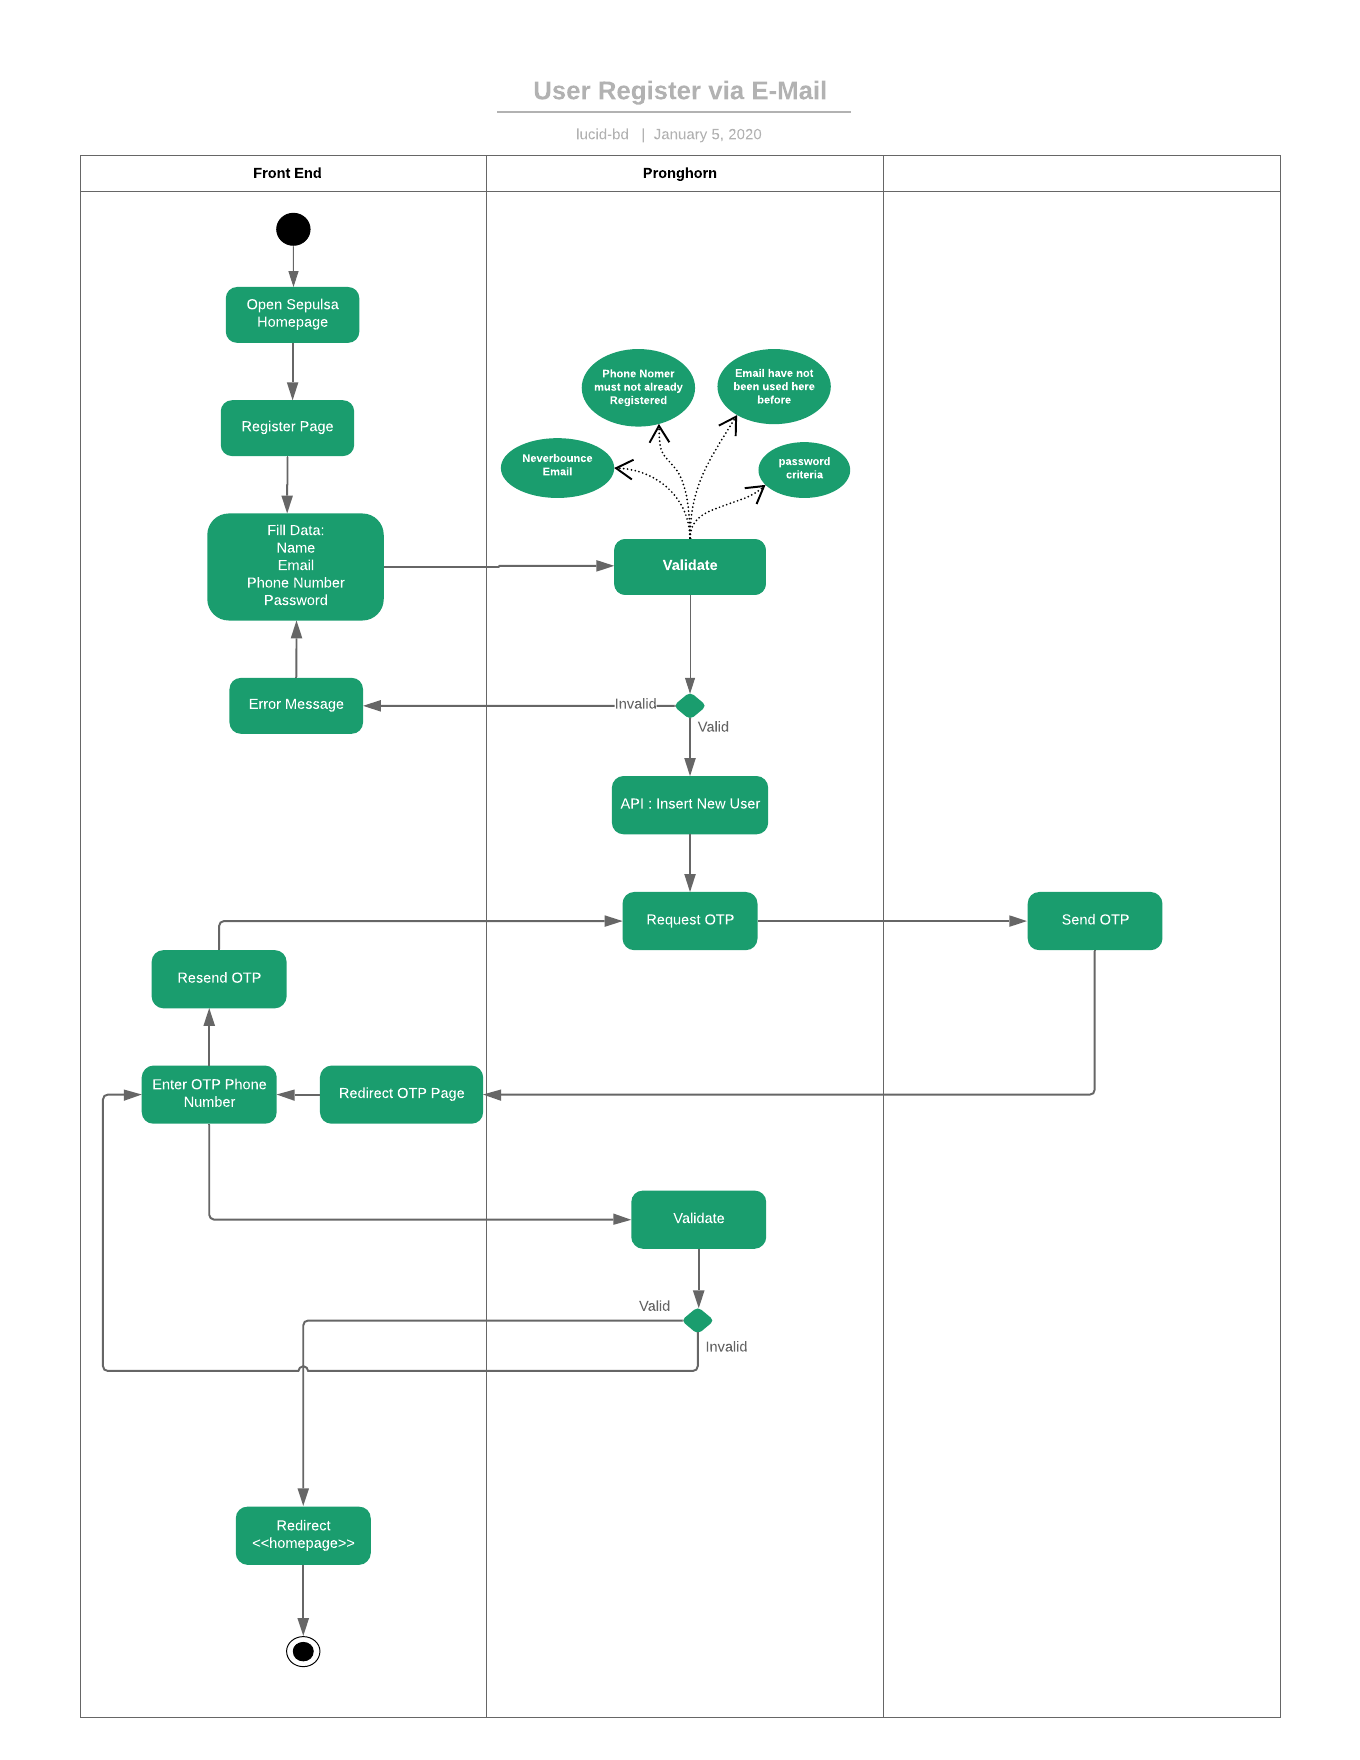 User Register via E-Mail
lucid-bd | January 5, 2020
Front End
Pronghorn
Open Sepulsa
Homepage
Register Page
Phone Nomer
must not already
Registered
Email have not
been used here
before
Neverbounce
Email
password
criteria
Fill Data:
Name
Email
Phone Number
Password
Validate
Error Message
Invalid
Valid
API : Insert New User
Request OTP
Send OTP
Resend OTP
Enter OTP Phone
Number
Redirect OTP Page
Validate
Valid
Invalid
Redirect
<<homepage>>